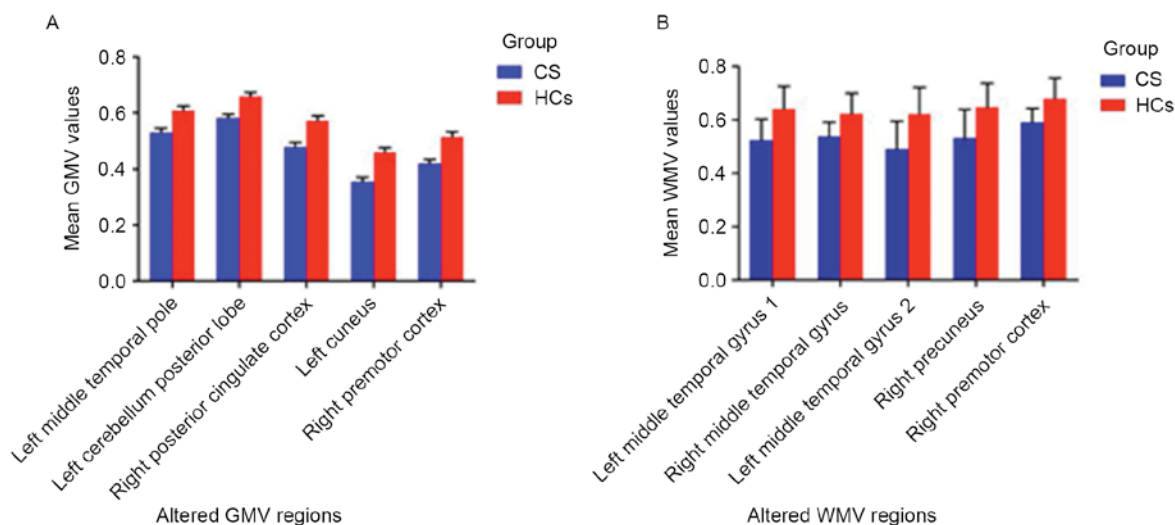 A
Group
CS
HCs
Mean GMV values
0.8
0.6
0.4
0.2
0.0
Left middle temporal pole
Left cerebellum posterior lobe
Right posterior cingulate cortex
Left cuneus
Right premotor cortex
Altered GMV regions
B
Group
CS
HCs
Mean WMV values
0.8
0.6
0.4
0.2
0.0
Left middle temporal gyrus 1
Right middle temporal gyrus
Left middle temporal gyrus 2
Right precuneus
Right premotor cortex
Altered WMV regions